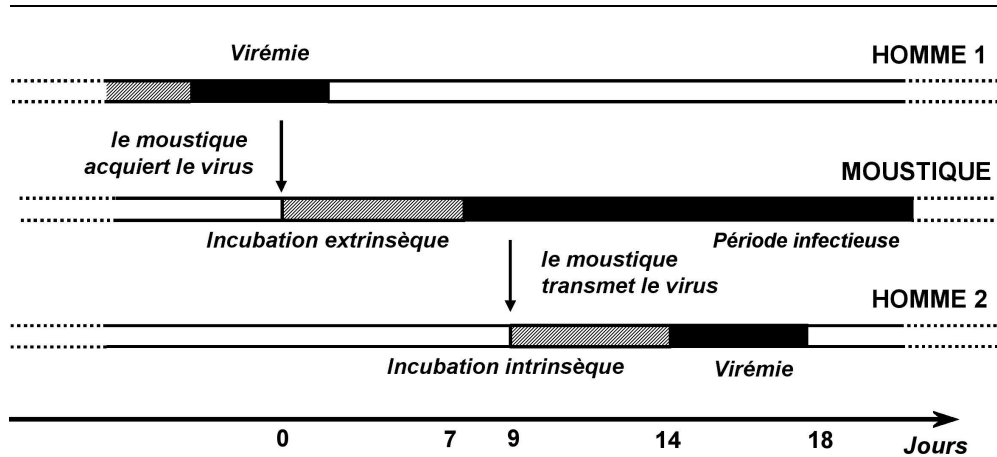 Virémie
HOMME 1
le moustique
acquiert le virus
MOUSTIQUE
Incubation extrinsèque
Période infectieuse
le moustique
transmet le virus
HOMME 2
Incubation intrinsèque
Virémie
0 7 9 14 18 Jours